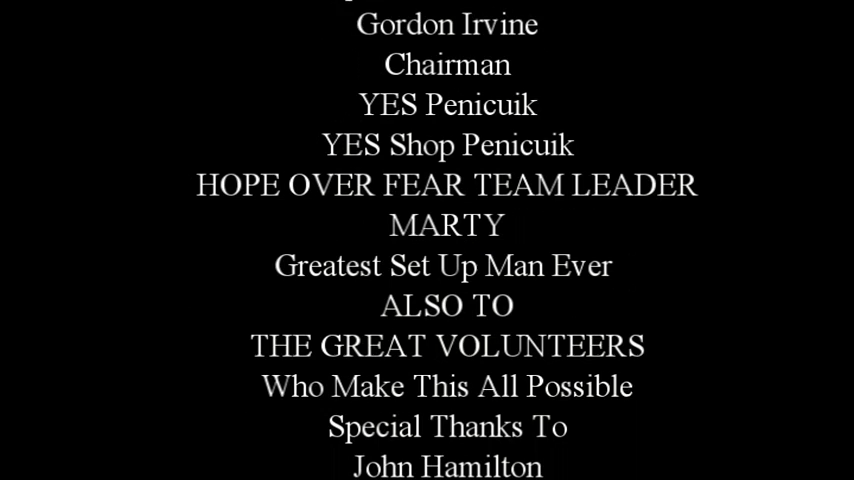 Gordon Irvine
Chairman
YES Penicuik
YES Shop Penicuik
HOPE OVER FEAR TEAM LEADER
MARTY
Greatest Set Up Man Ever
ALSO TO
THE GREAT VOLUNTEERS
Who Make This All Possible
Special Thanks To
John Hamilton